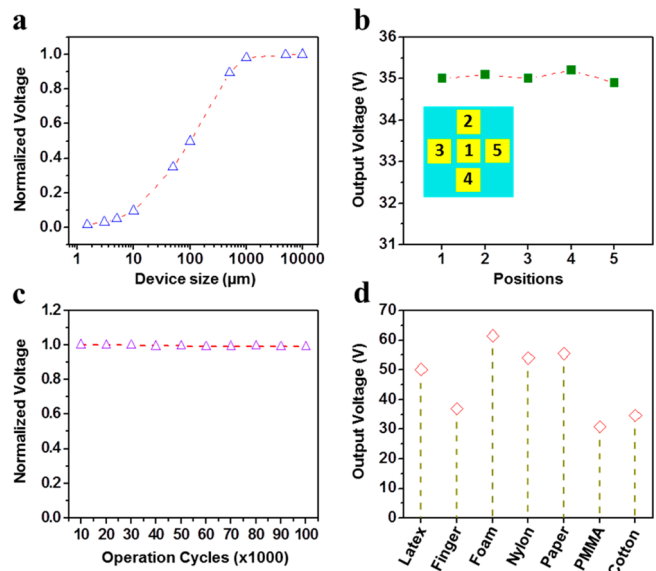 a
Normalized Voltage
1.0
0.8
0.6
0.4
0.2
0.0
1 10 100 1000 10000
Device size (μm)
b
Output Voltage (V)
36
35
34
33
32
31
2
3 1 5
4
1 2 3 4 5
Positions
c
Normalized Voltage
1.2
1.0
0.8
0.6
0.4
0.2
0.0
10 20 30 40 50 60 70 80 90 100
Operation Cycles (x1000)
d
Output Voltage (V)
70
60
50
40
30
20
10
0
Latex Finger Foam Nylon Paper PMMA Cotton